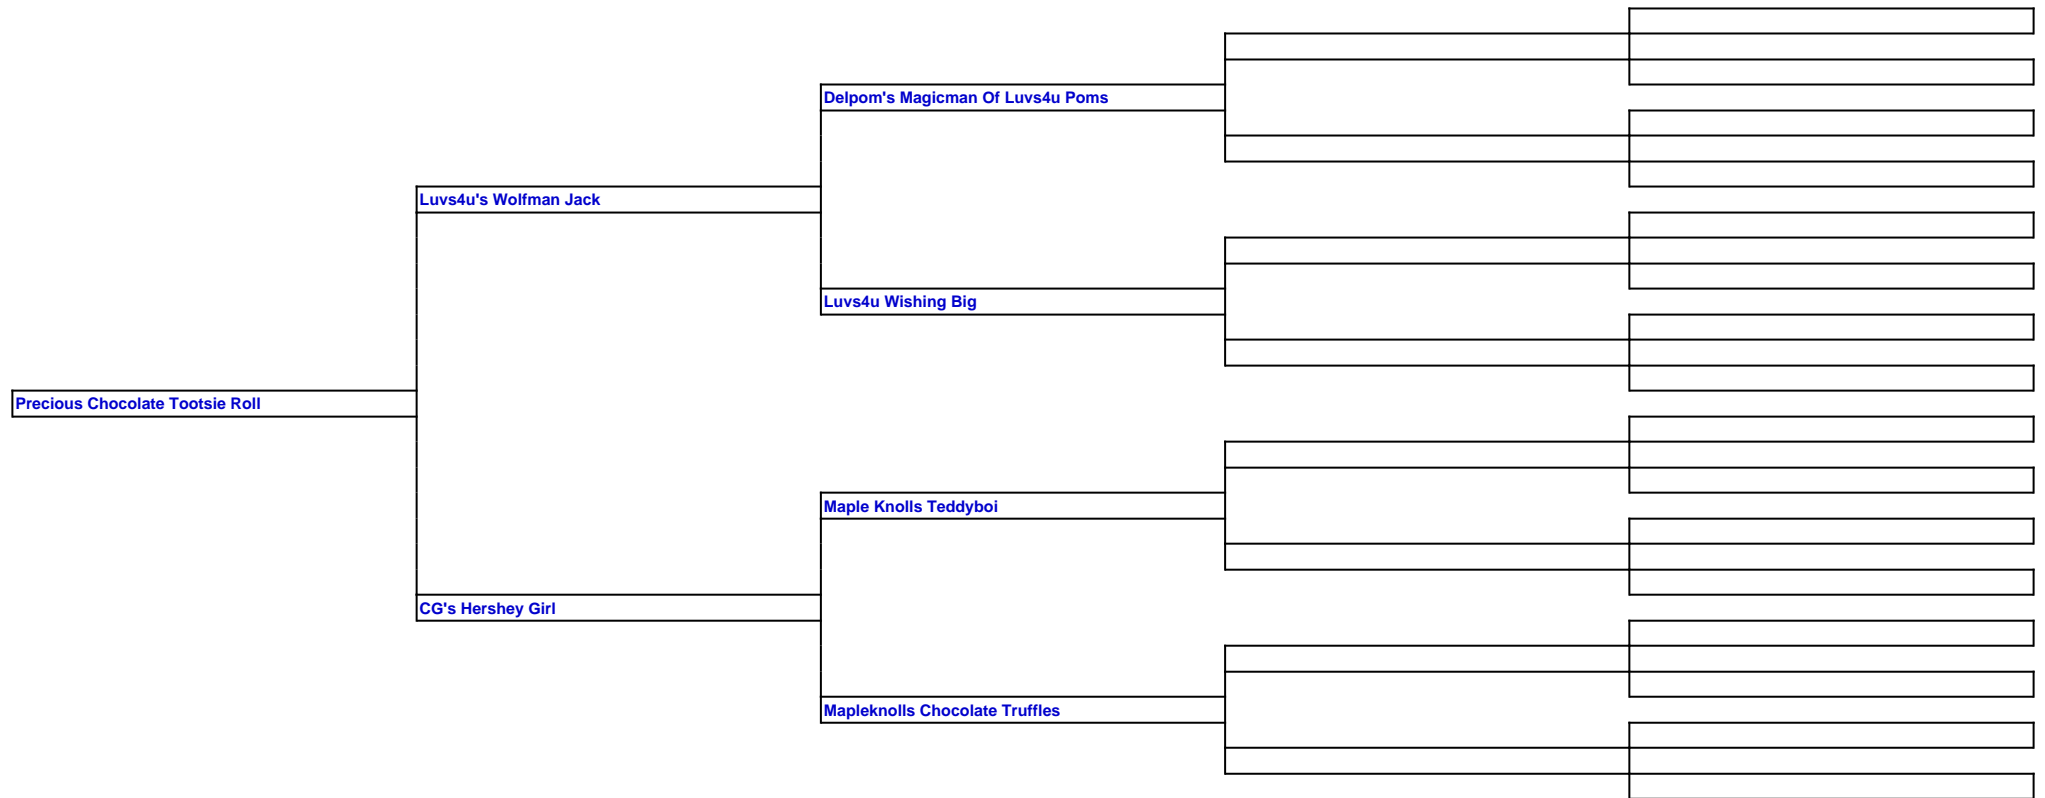 Delpom's Magicman Of Luvs4u Poms
Luvs4u's Wolfman Jack
Luvs4u Wishing Big
Precious Chocolate Tootsie Roll
Maple Knolls Teddyboi
CG's Hershey Girl
Mapleknolls Chocolate Truffles